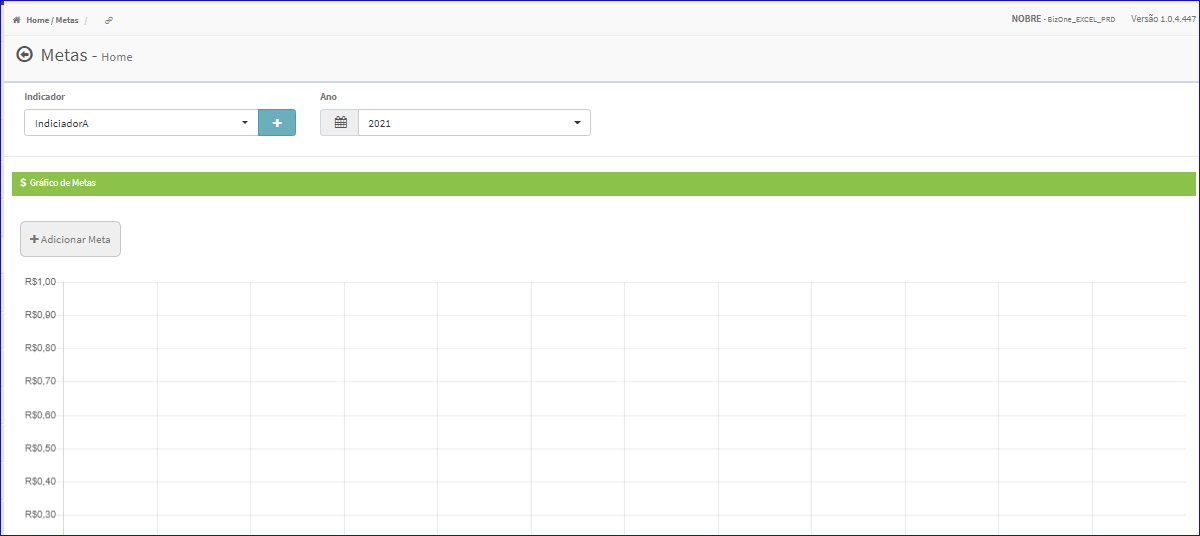 Home / Metas /
NOBRE - BizOne_EXCEL_PRD Versão 1.0.4.447
Metas - Home
Indicador Ano
IndiciadorA 2021
$ Gráfico de Metas
+ Adicionar Meta
R$1,00
R$0,90
R$0,80
R$0,70
R$0,60
R$0,50
R$0,40
R$0,30